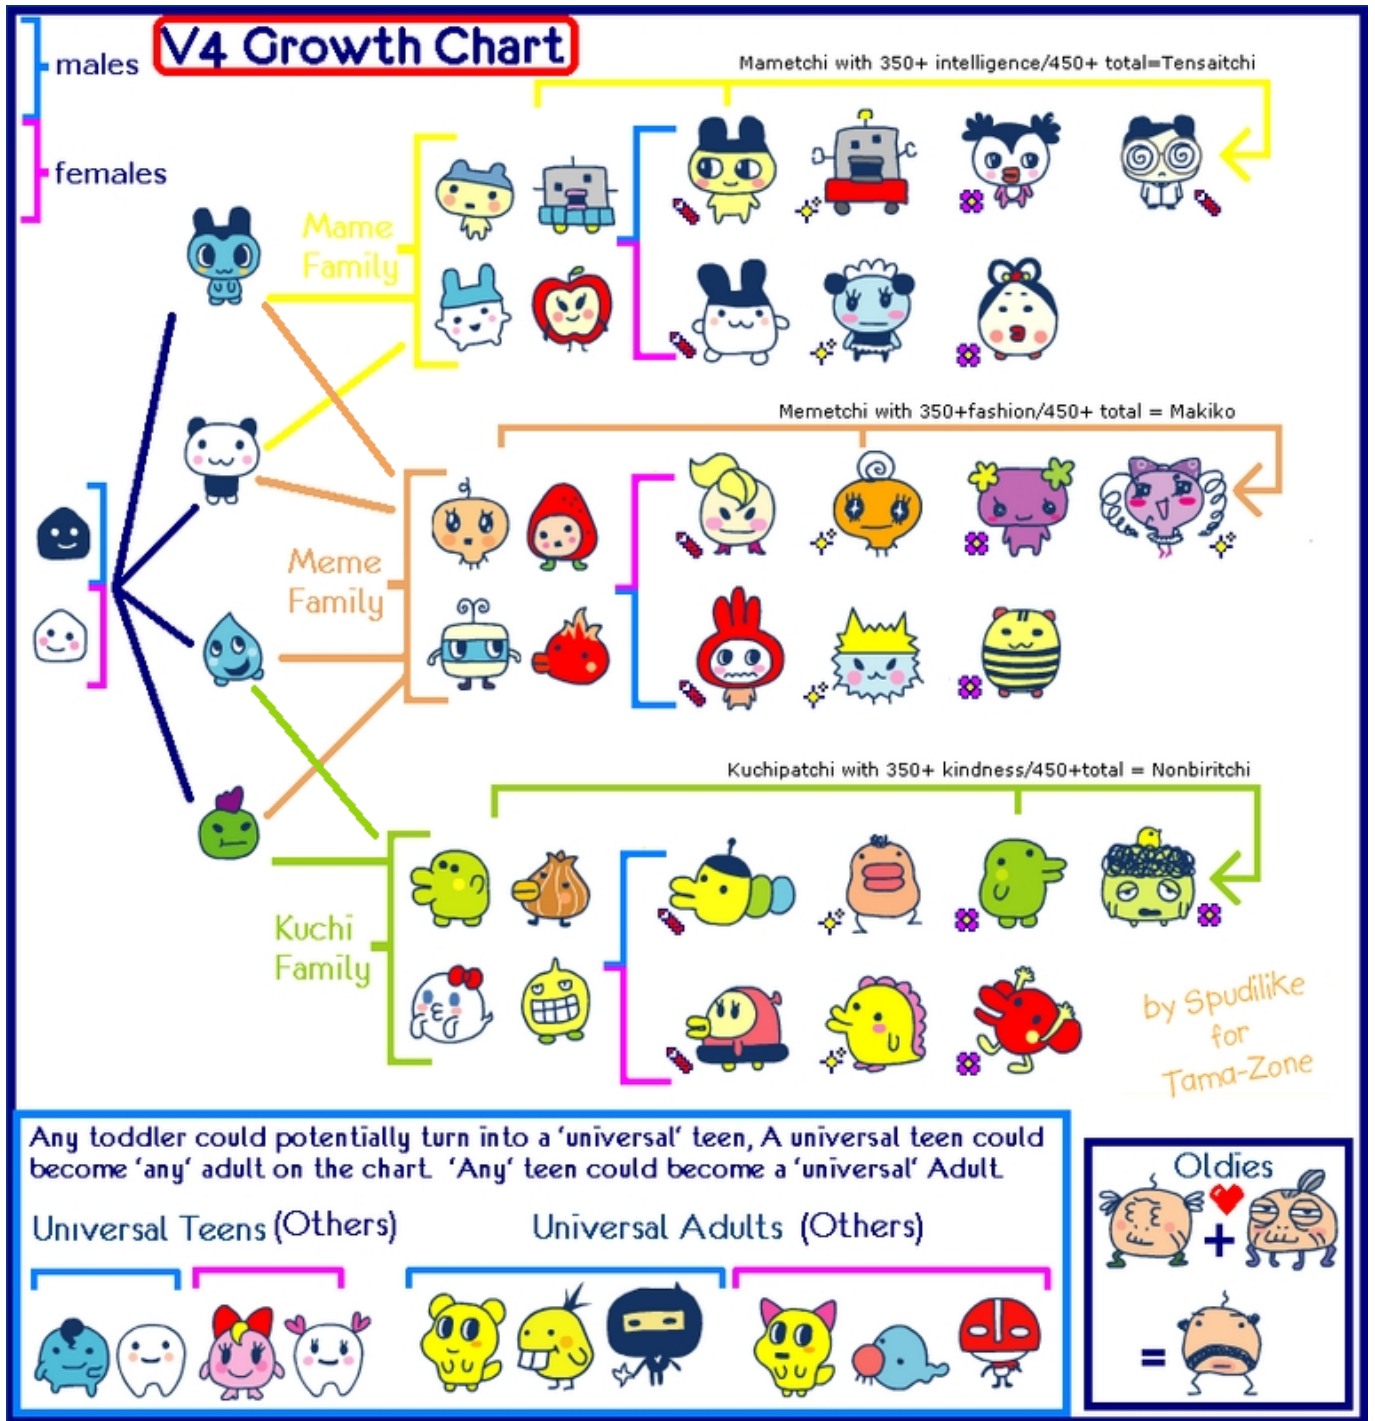 V4 Growth Chart
males
females
Mametchi with 350+ intelligence/450+ total=Tensaitchi
Mame
Family
Memetchi with 350+fashion/450+ total = Makiko
Meme
Family
Kuchipatchi with 350+ kindness/450+total = Nonbiritchi
Kuchi
Family
by Spudilike
for
Tama-Zone
Any toddler could potentially turn into a 'universal' teen, A universal teen could
become 'any' adult on the chart. 'Any' teen could become a 'universal' Adult.
Universal Teens (Others)
Universal Adults (Others)
Oldies
+
=